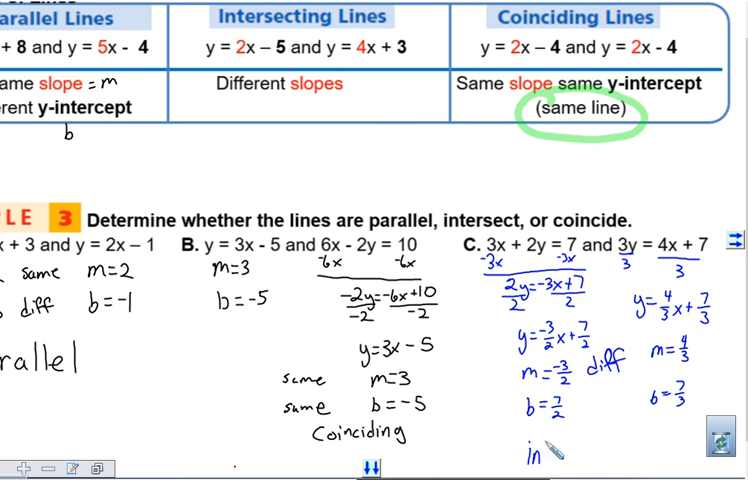 arallel Lines
Intersecting Lines
Coinciding Lines
+ 8 and y = 5x - 4
y = 2x – 5 and y = 4x + 3
y = 2x – 4 and y = 2x - 4
ame slope = m
Different slopes
Same slope same y-intercept
erent y-intercept
(same line)
b
PLE 3 Determine whether the lines are parallel, intersect, or coincide.
x + 3 and y = 2x – 1
same m=2
diff b=-1
rallel
B. y = 3x - 5 and 6x - 2y = 10
m=3
b=-5
-6x -6x
-2y=-6x+10
-2 -2
y=3x-5
same m=3
same b=-5
Coinciding
C. 3x + 2y = 7 and 3y = 4x + 7
-3x -3x
2y=-3x+7
2 2
y=-3/2x+7/2
m=-3/2
b=7/2
diff
3 3
y=4/3x+7/3
m=4/3
b=7/3
in